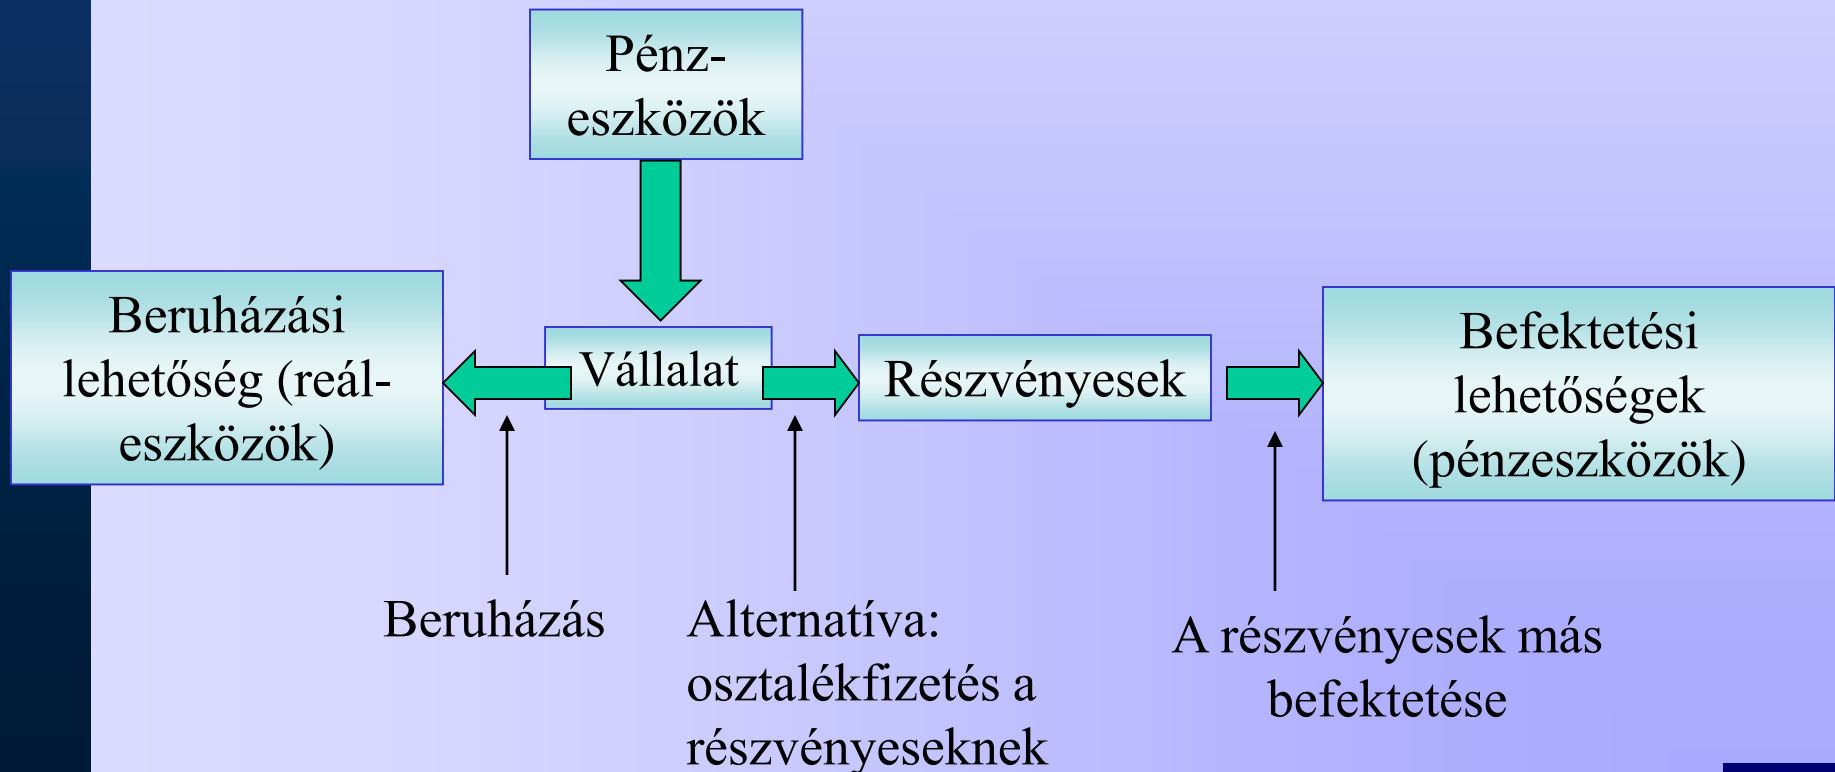 Pénz-
eszközök
Beruházási
lehetőség (reál-
eszközök)
Vállalat
Részvényesek
Befektetési
lehetőségek
(pénzeszközök)
Beruházás
Alternatíva:
osztalékfizetés a
részvényeseknek
A részvényesek más
befektetése